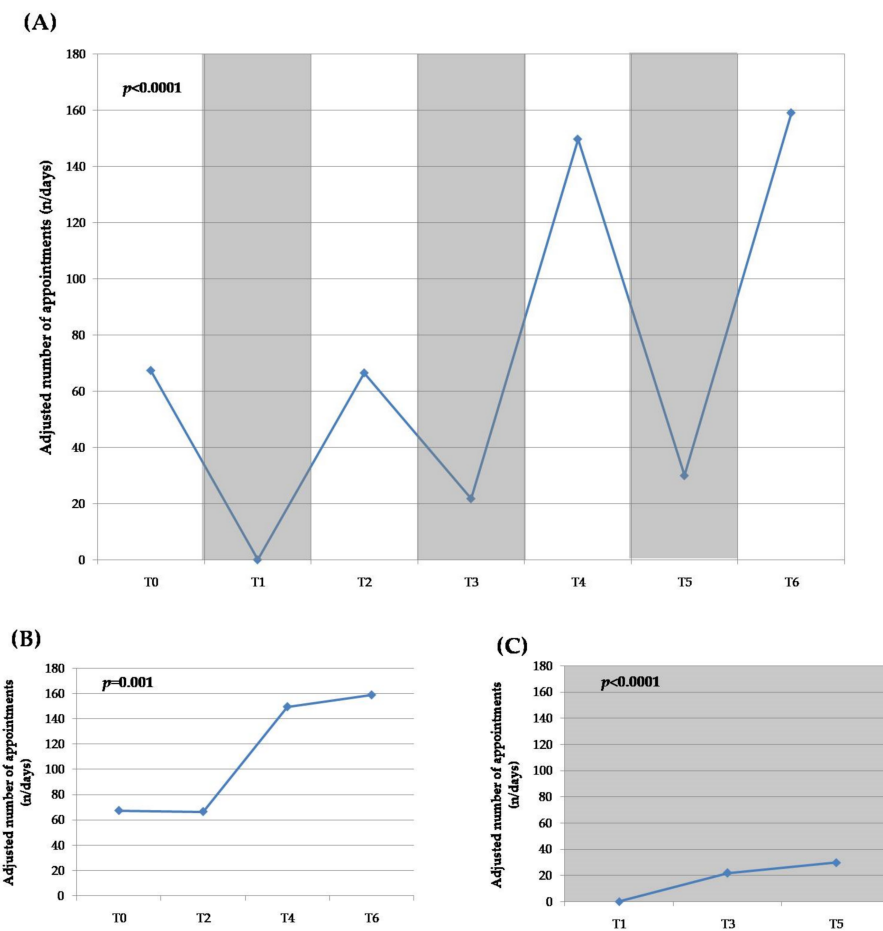 (A)
Adjusted number of appointments (n/days)
180
160
140
120
100
80
60
40
20
0
p<0.0001
T0 T1 T2 T3 T4 T5 T6
(B)
Adjusted number of appointments
(n/days)
180
160
140
120
100
80
60
40
20
0
p=0.001
T0 T2 T4 T6
(C)
Adjusted number of appointments
(n/days)
180
160
140
120
100
80
60
40
20
0
p<0.0001
T1 T3 T5